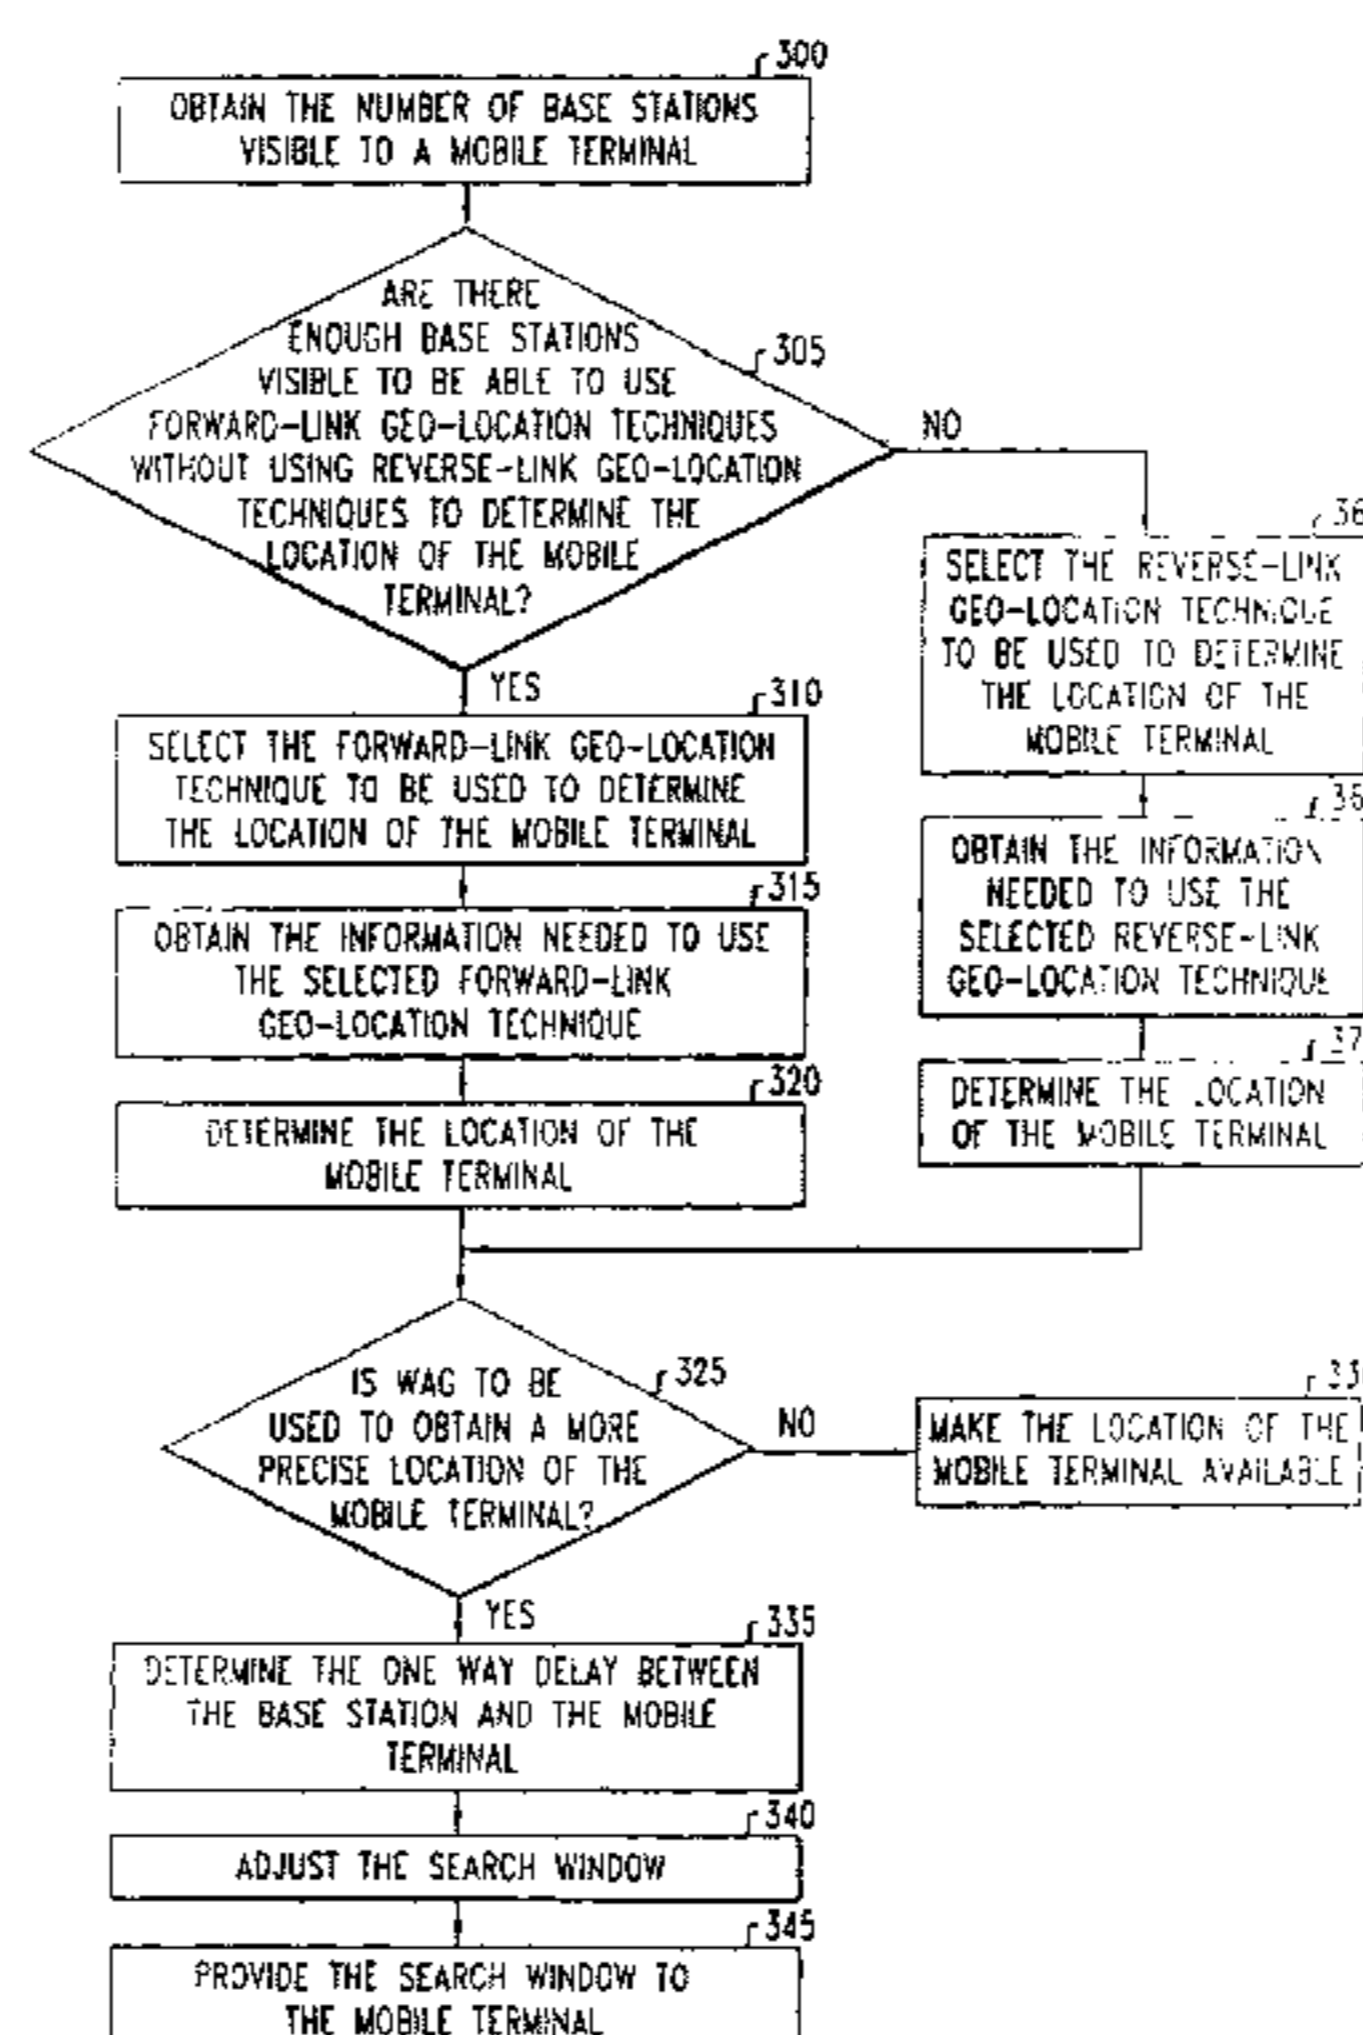 300
OBTAIN THE NUMBER OF BASE STATIONS
VISIBLE TO A MOBILE TERMINAL
ARE THERE
ENOUGH BASE STATIONS
VISIBLE TO BE ABLE TO USE
FORWARD-LINK GEO-LOCATION TECHNIQUES
WITHOUT USING REVERSE-LINK GEO-LOCATION
TECHNIQUES TO DETERMINE THE
LOCATION OF THE MOBILE
TERMINAL?
305
NO
YES
310
SELECT THE FORWARD-LINK GEO-LOCATION
TECHNIQUE TO BE USED TO DETERMINE
THE LOCATION OF THE MOBILE TERMINAL
315
OBTAIN THE INFORMATION NEEDED TO USE
THE SELECTED FORWARD-LINK
GEO-LOCATION TECHNIQUE
320
DETERMINE THE LOCATION OF THE
MOBILE TERMINAL
SELECT THE REVERSE-LINK
GEO-LOCATION TECHNIQUE
TO BE USED TO DETERMINE
THE LOCATION OF THE
MOBILE TERMINAL
OBTAIN THE INFORMATION
NEEDED TO USE THE
SELECTED REVERSE-LINK
GEO-LOCATION TECHNIQUE
DETERMINE THE LOCATION
OF THE MOBILE TERMINAL
IS WAG TO BE
USED TO OBTAIN A MORE
PRECISE LOCATION OF THE
MOBILE TERMINAL?
325
NO
MAKE THE LOCATION OF THE
MOBILE TERMINAL AVAILABLE
YES
335
DETERMINE THE ONE WAY DELAY BETWEEN
THE BASE STATION AND THE MOBILE
TERMINAL
340
ADJUST THE SEARCH WINDOW
345
PROVIDE THE SEARCH WINDOW TO
THE MOBILE TERMINAL